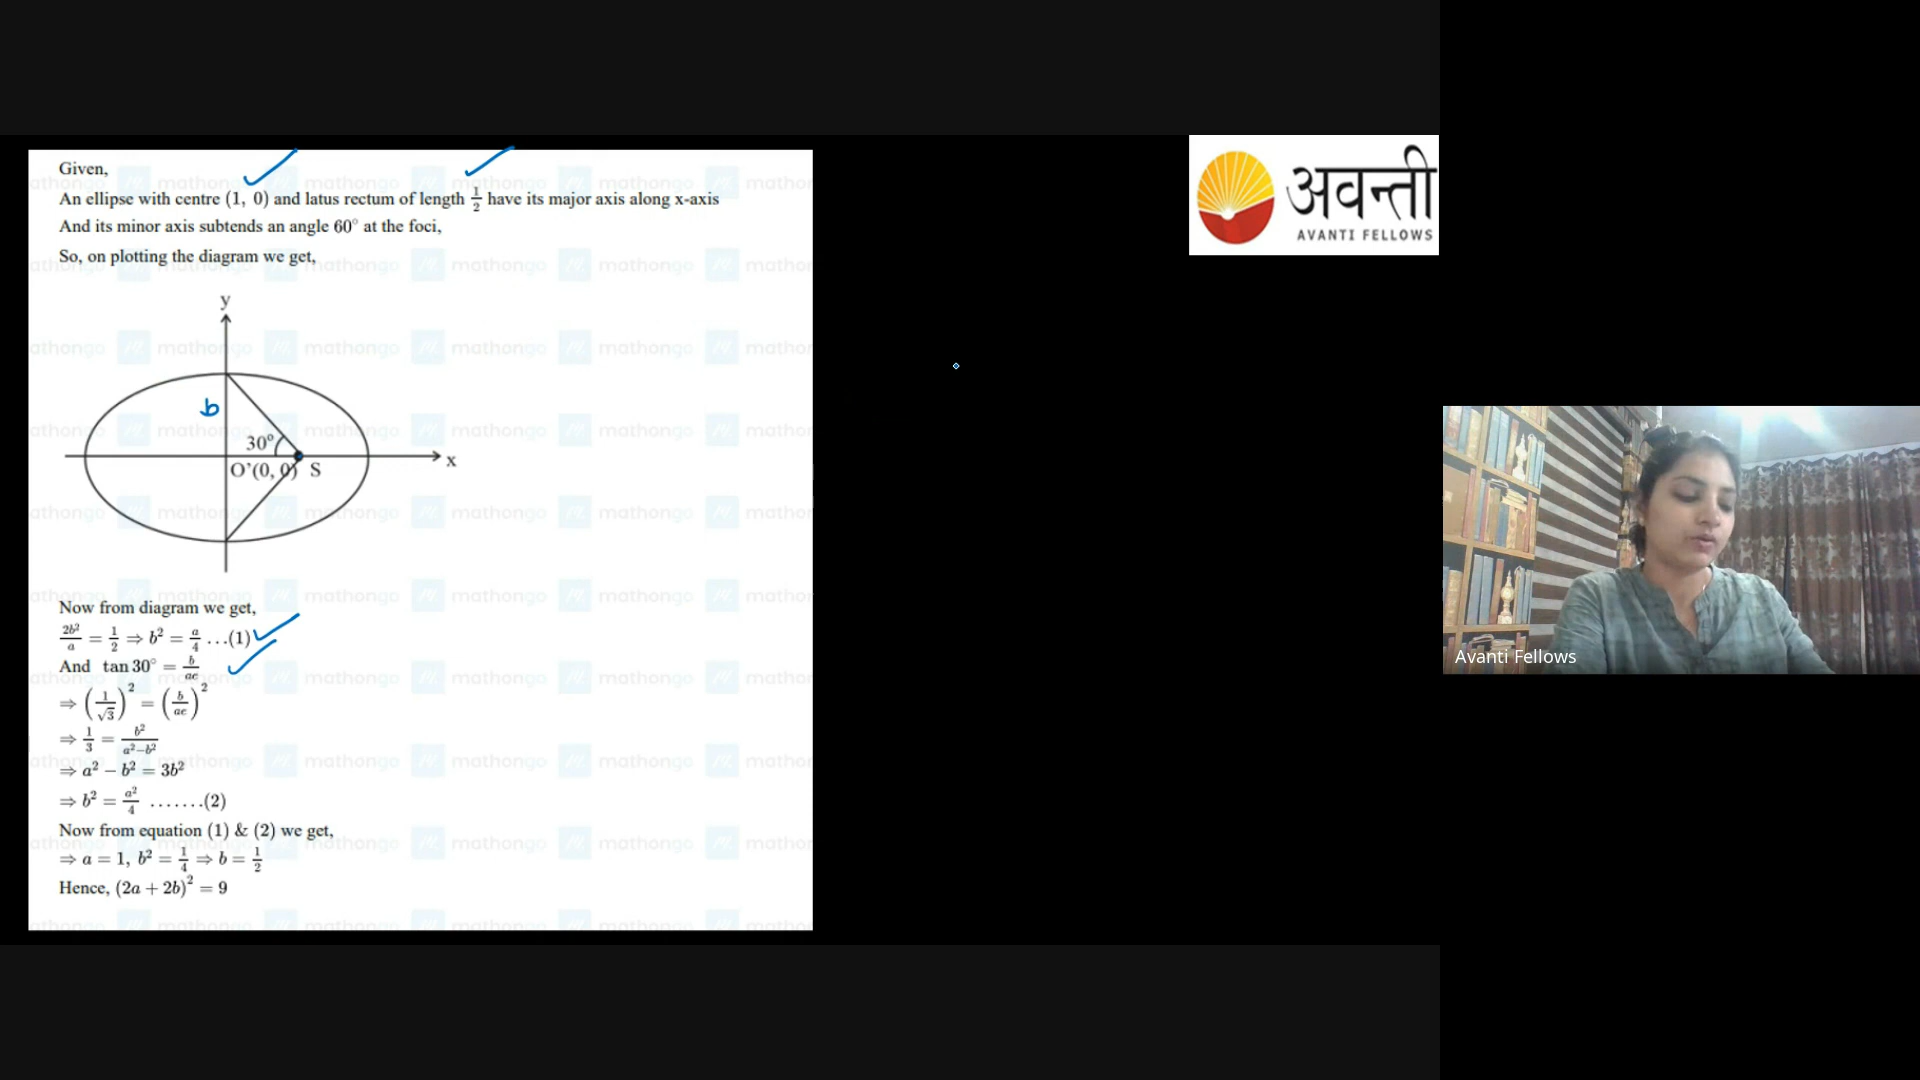 Given,
An ellipse with centre (1, 0) and latus rectum of length 1/2 have its major axis along x-axis
And its minor axis subtends an angle 60° at the foci,
So, on plotting the diagram we get,
y
b
30°
O'(0, 0) S
x
Now from diagram we get,
2b²/a = 1/2 ⇒ b² = a/4 ...(1)
And tan 30° = b/ae
⇒ (1/√3)² = (b/ae)²
⇒ 1/3 = b²/(a²−b²)
⇒ a² − b² = 3b²
⇒ b² = a²/4 .......(2)
Now from equation (1) & (2) we get,
⇒ a = 1, b² = 1/4 ⇒ b = 1/2
Hence, (2a + 2b)² = 9
mathongo
अवन्ती
AVANTI FELLOWS
Avanti Fellows